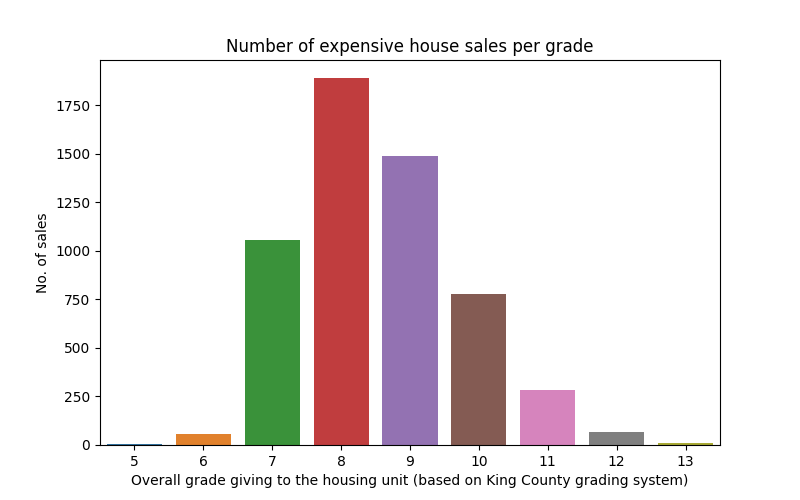 Number of expensive house sales per grade
1750
1500
1250
1000
750
500
250
0
No. of sales
5 6 7 8 9 10 11 12 13
Overall grade giving to the housing unit (based on King County grading system)